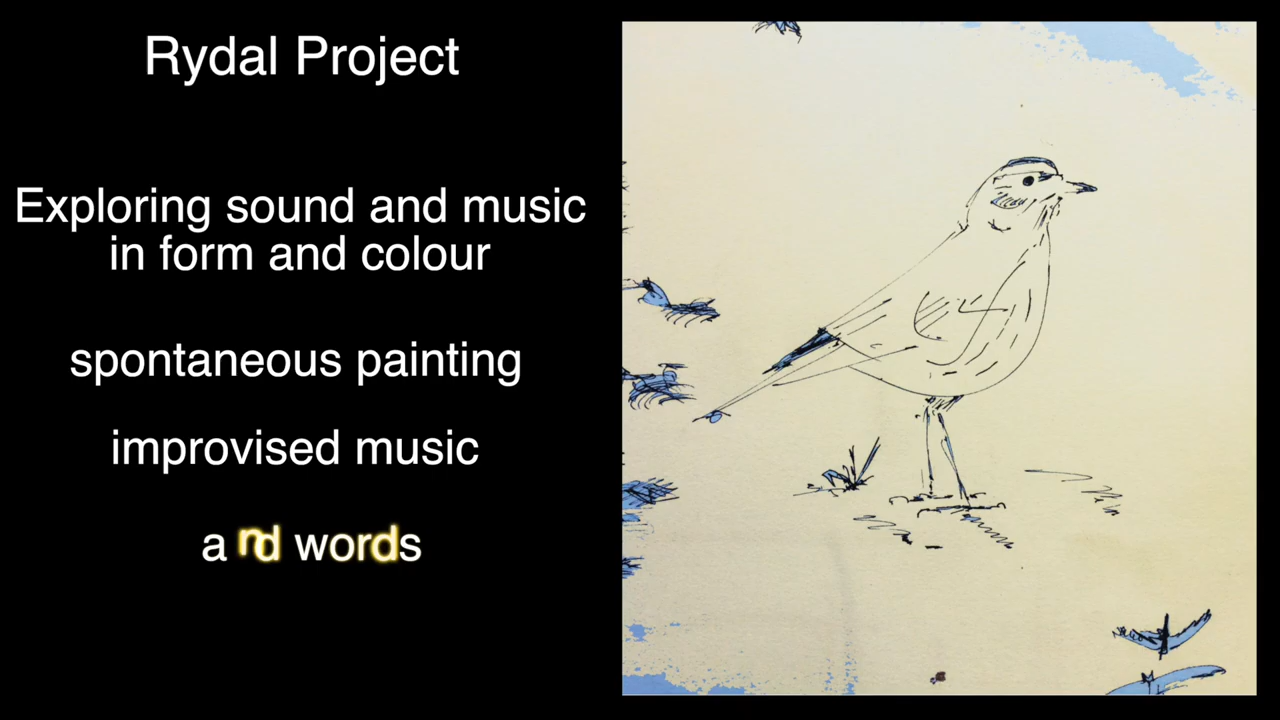 Rydal Project
Exploring sound and music
in form and colour
spontaneous painting
improvised music
and words